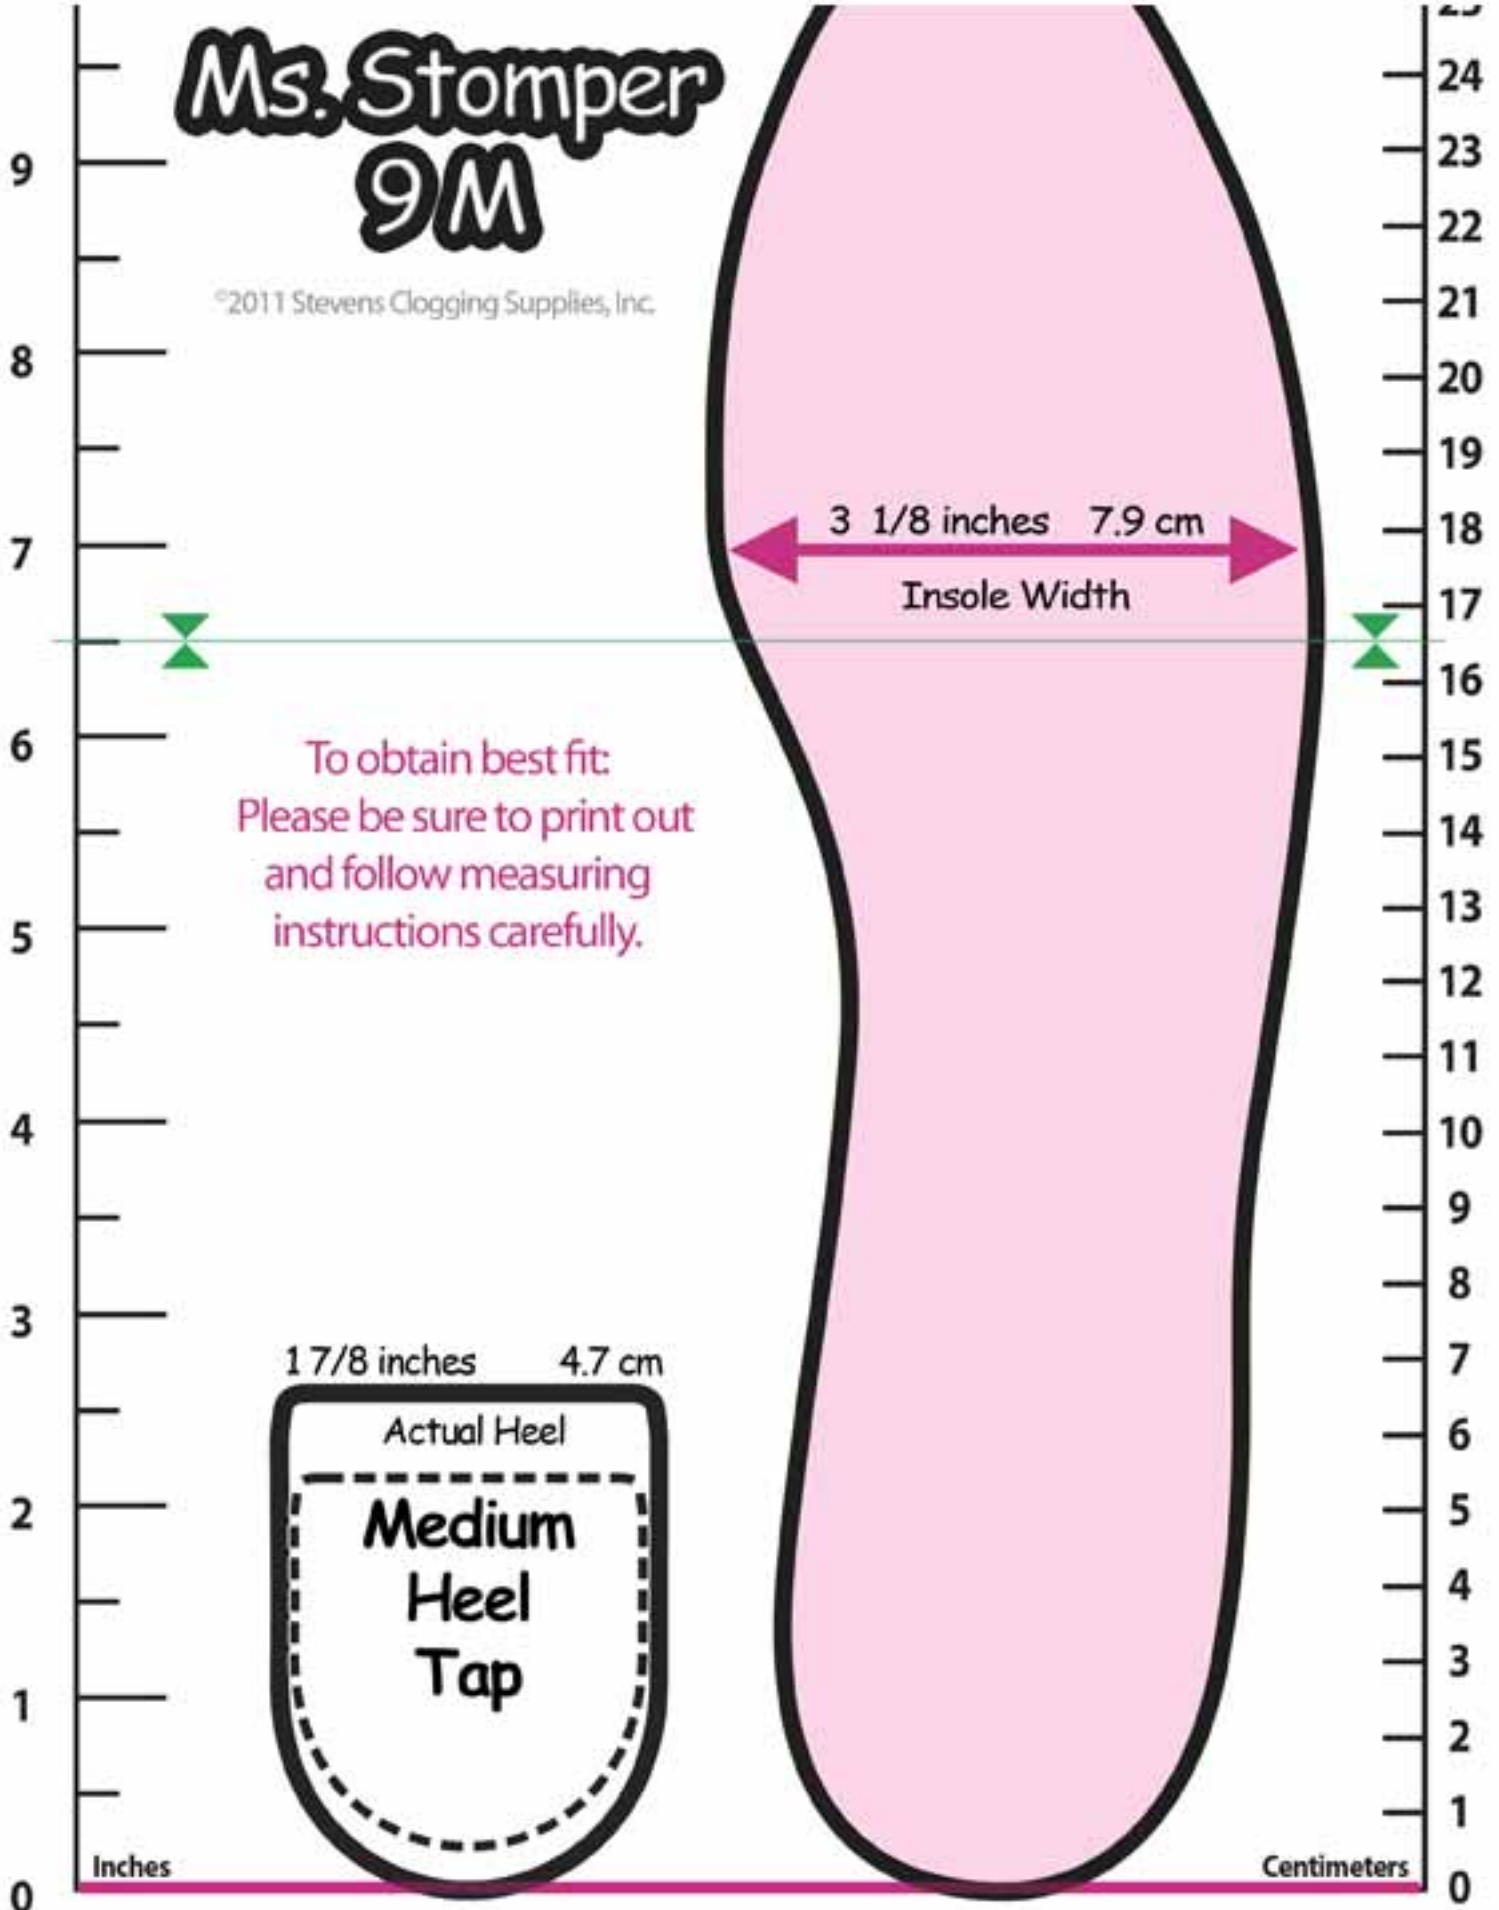 Ms. Stomper
9M
©2011 Stevens Clogging Supplies, Inc.
3 1/8 inches 7.9 cm
Insole Width
To obtain best fit:
Please be sure to print out
and follow measuring
instructions carefully.
1 7/8 inches 4.7 cm
Actual Heel
Medium
Heel
Tap
Inches
9
8
7
6
5
4
3
2
1
0
Centimeters
24
23
22
21
20
19
18
17
16
15
14
13
12
11
10
9
8
7
6
5
4
3
2
1
0